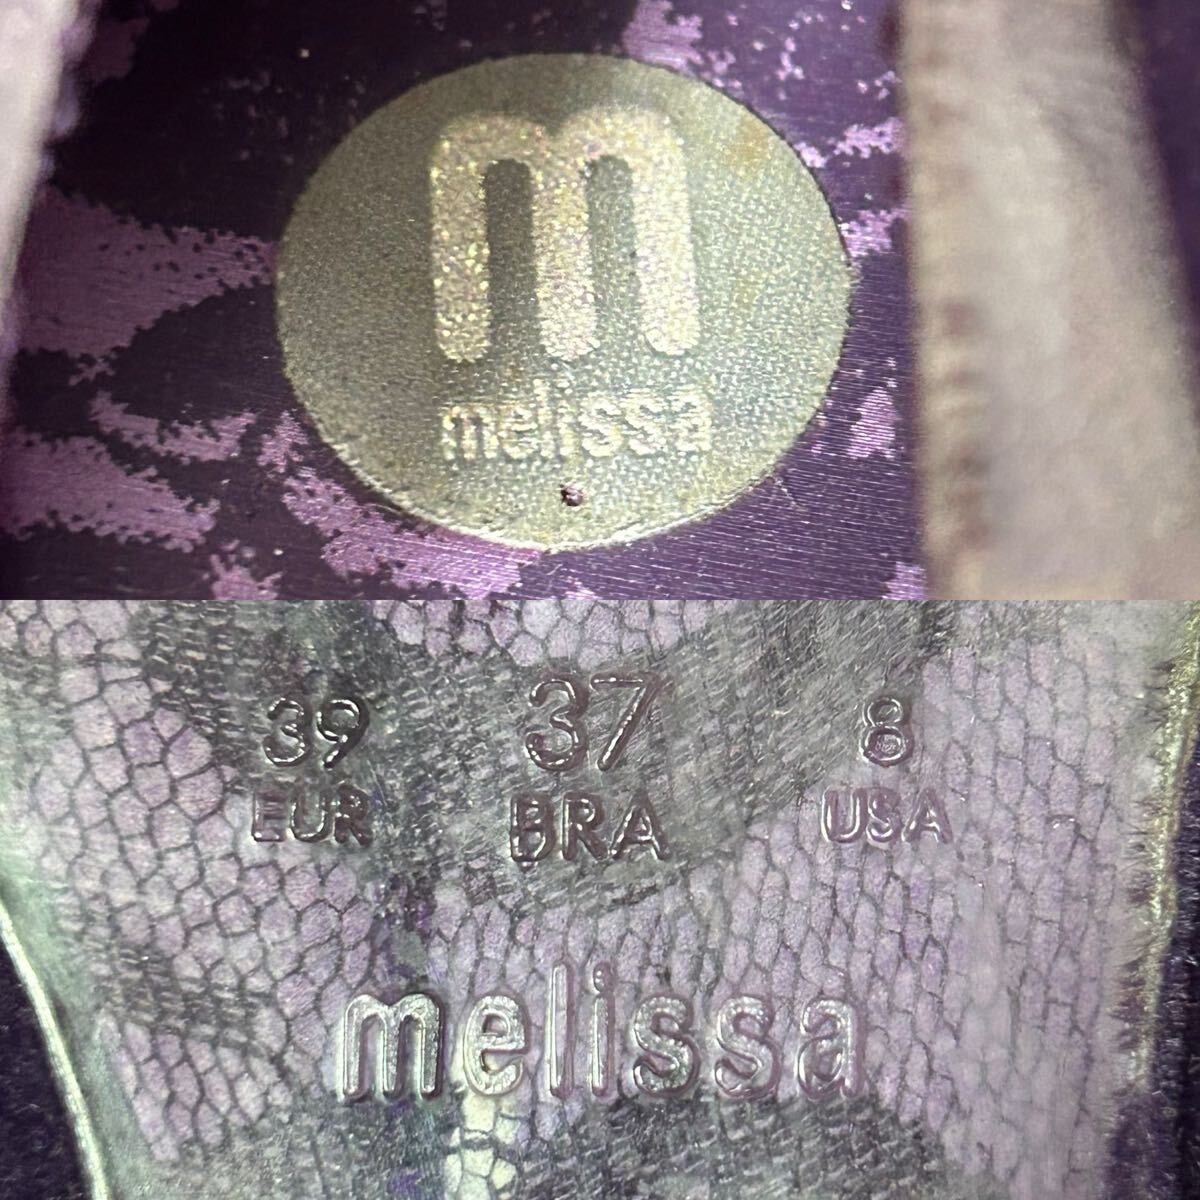 m
melissa
39 37 8
EUR BRA USA
melissa